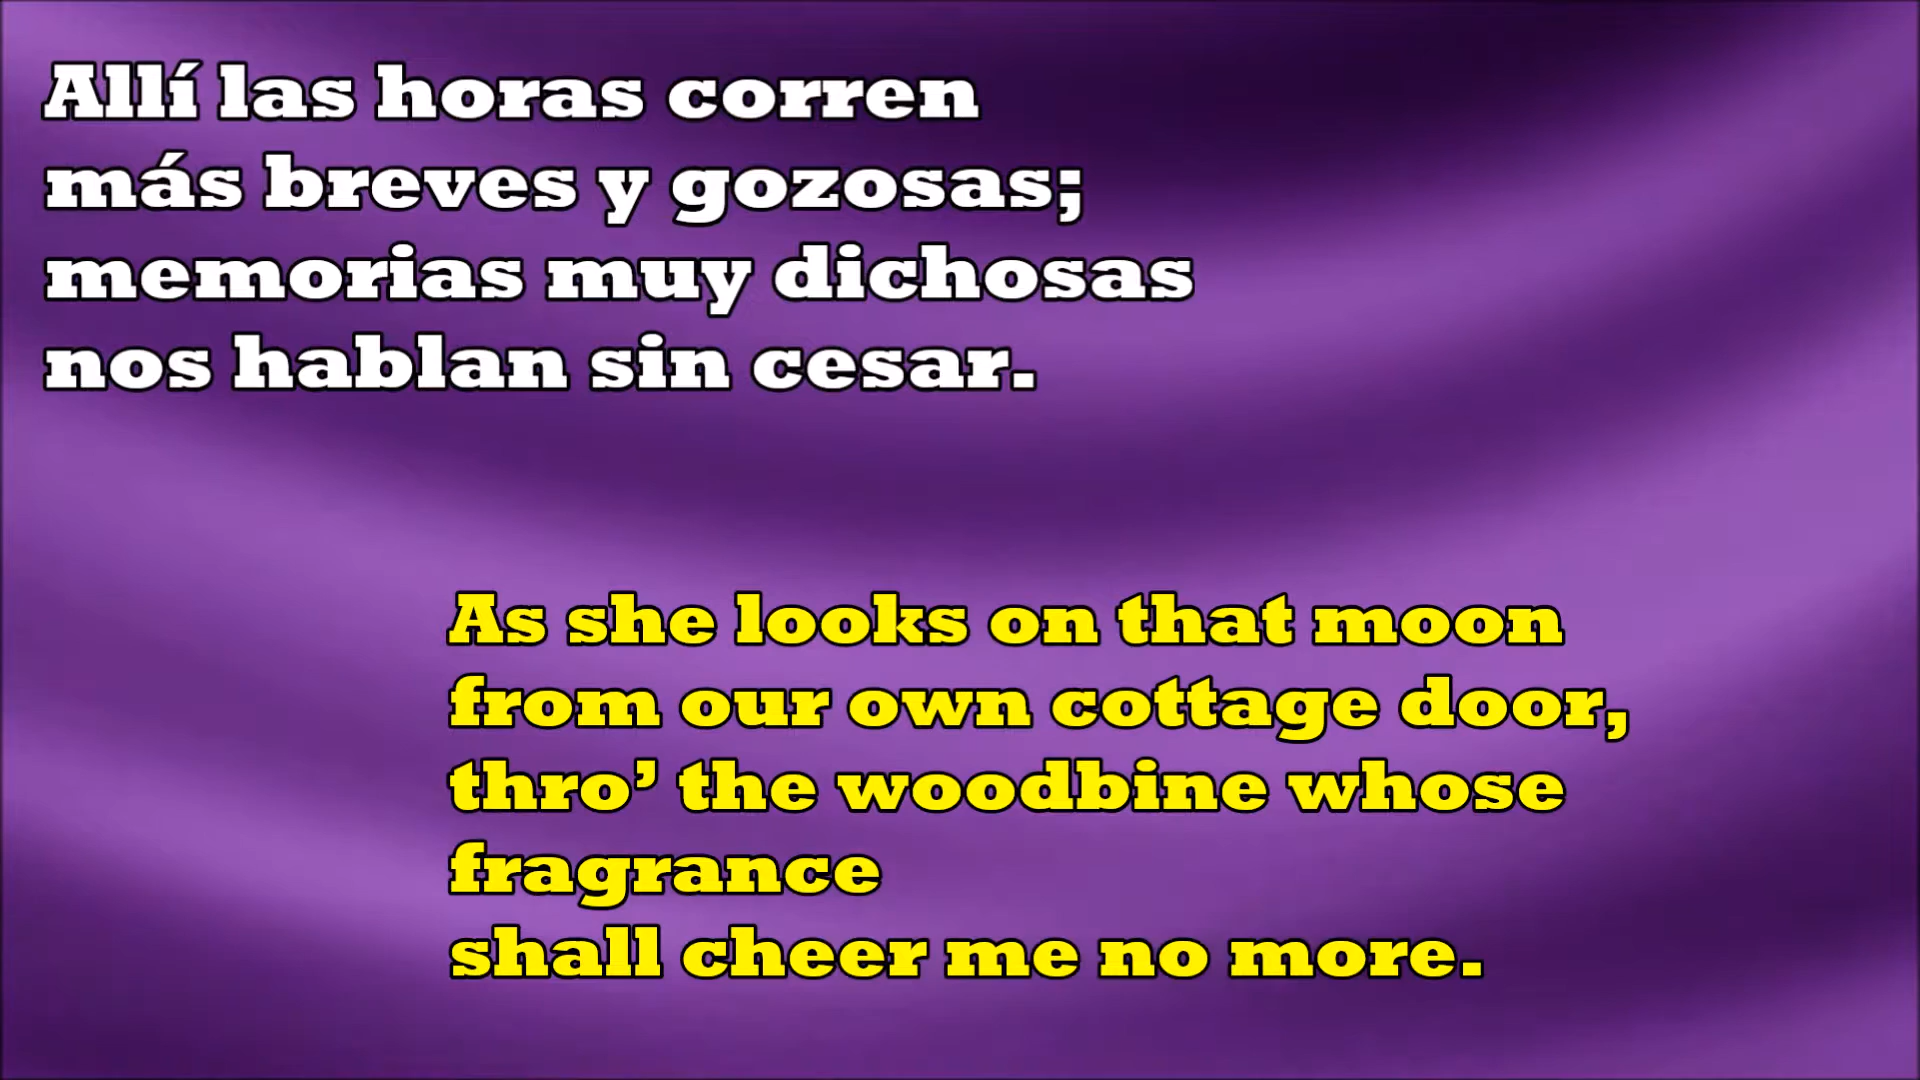 Allí las horas corren
más breves y gozosas;
memorias muy dichosas
nos hablan sin cesar.
As she looks on that moon
from our own cottage door,
thro’ the woodbine whose
fragrance
shall cheer me no more.